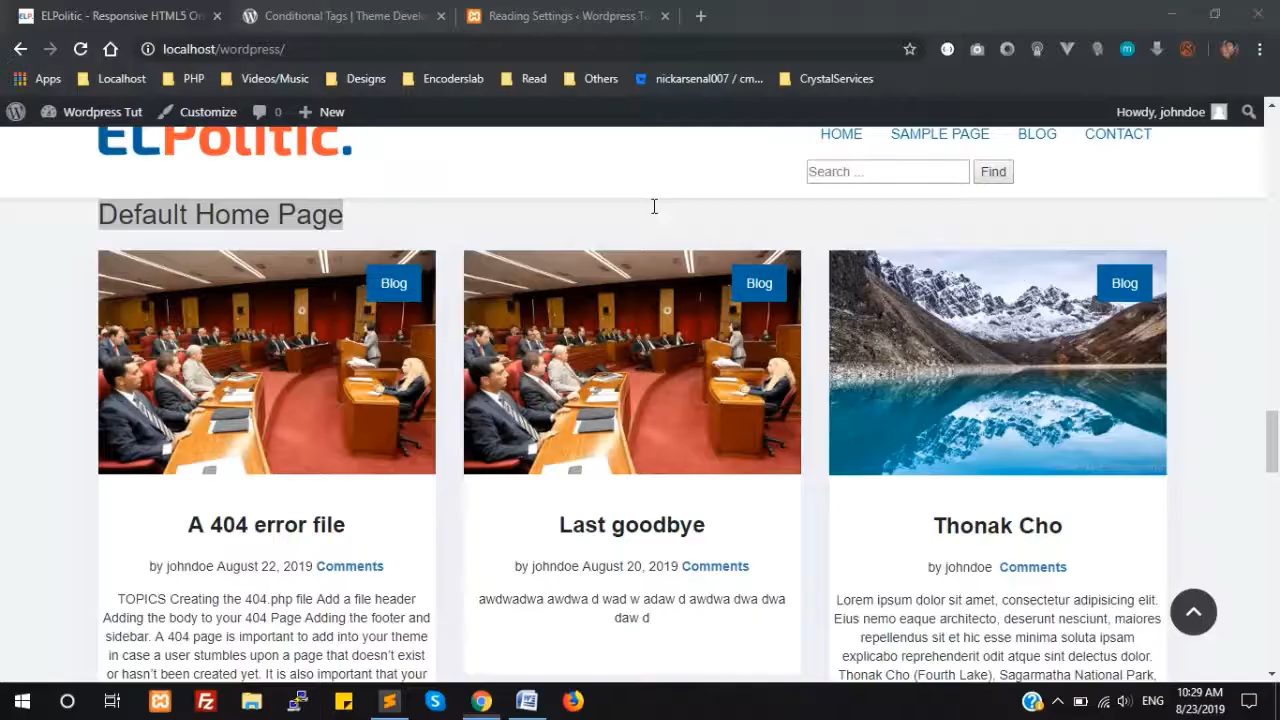 ELPolitic - Responsive HTML5 O
Conditional Tags | Theme Develo
Reading Settings ‹ Wordpress Tu
localhost/wordpress/
Apps
Localhost
PHP
Videos/Music
Designs
Encoderslab
Read
Others
nickarsenal007 / cm...
CrystalServices
Wordpress Tut
Customize
0
New
Howdy, johndoe
ELPolitic.
HOME
SAMPLE PAGE
BLOG
CONTACT
Search ...
Find
Default Home Page
Blog
Blog
Blog
A 404 error file
by johndoe August 22, 2019 Comments
TOPICS Creating the 404.php file Add a file header
Adding the body to your 404 Page Adding the footer and
sidebar. A 404 page is important to add into your theme
in case a user stumbles upon a page that doesn't exist
or hasn't been created yet. It is also important that your
Last goodbye
by johndoe August 20, 2019 Comments
awdwadwa awdwa d wad w adaw d awdwa dwa dwa
daw d
Thonak Cho
by johndoe Comments
Lorem ipsum dolor sit amet, consectetur adipisicing elit.
Eius nemo eaque architecto, deserunt nesciunt, maiores
repellendus sit et hic esse minima soluta ipsam
explicabo reprehenderit odit atque sint delectus dolor.
Thonak Cho (Fourth Lake), Sagarmatha National Park,
ENG
10:29 AM
8/23/2019